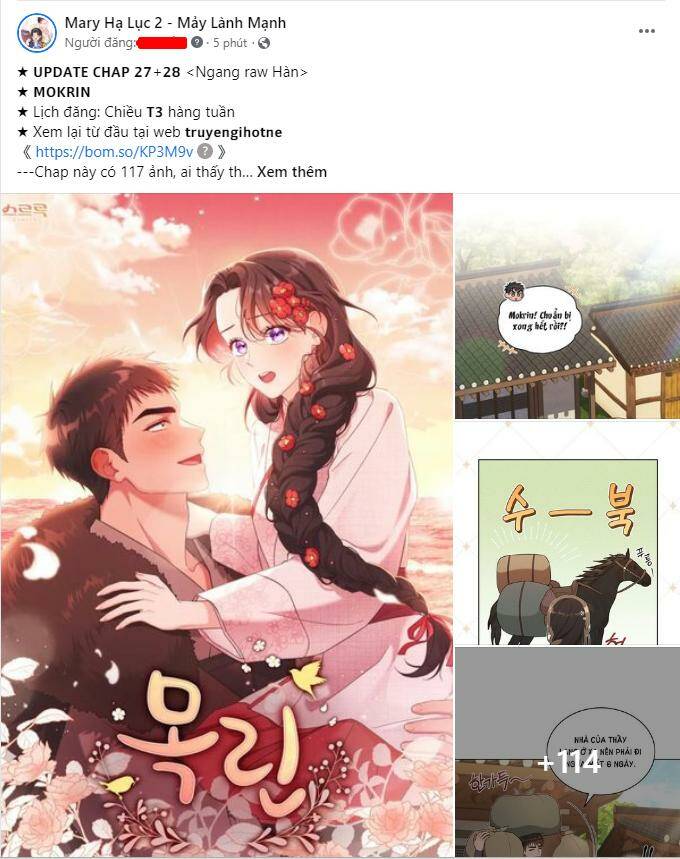 Mary Hạ Lục 2 - Mảy Lành Mạnh
Người đăng: · 5 phút ·
★ UPDATE CHAP 27+28 <Ngang raw Hàn>
★ MOKRIN
★ Lịch đăng: Chiều T3 hàng tuần
★ Xem lại từ đầu tại web truyengihotne
《 https://bom.so/KP3M9v ? 》
---Chap này có 117 ảnh, ai thấy th... Xem thêm
목린
Mokrin! Chuẩn bị
xong hết rồi!!
수—북
NHÀ CỦA THẦY
Ở
NÊN PHẢI ĐI
6 NGÀY.
+114